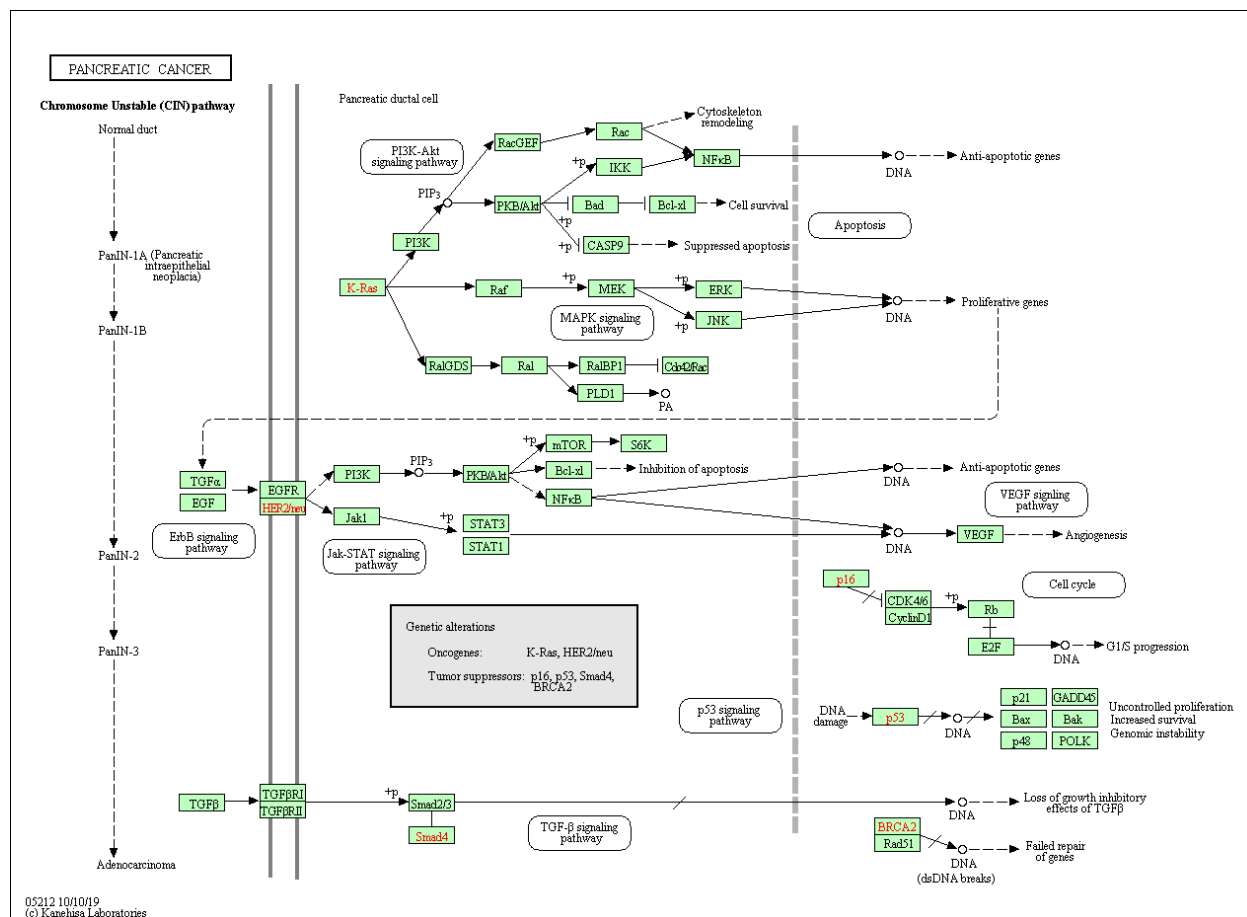 PANCREATIC CANCER
Chromosome Unstable (CIN) pathway
Normal duct
PanIN-1A (Pancreatic
intraepithelial
neoplacia)
PanIN-1B
PanIN-2
PanIN-3
Adenocarcinoma
Pancreatic ductal cell
PI3K-Akt
signaling pathway
RacGEF
Rac
Cytoskeleton
remodeling
+p
IKK
NFκB
DNA
Anti-apoptotic genes
PIP3
PKB/Akt
Bad
Bcl-xl
Cell survival
+p
+p
CASP9
Suppressed apoptosis
Apoptosis
PI3K
K-Ras
Raf
+p
MEK
+p
ERK
+p
JNK
DNA
Proliferative genes
MAPK signaling
pathway
RalGDS
Ral
RalBP1
Cdc42/Rac
PLD1
PA
TGFα
EGF
EGFR
HER2/neu
ErbB signaling
pathway
PI3K
PIP3
PKB/Akt
+p
mTOR
S6K
Bcl-xl
Inhibition of apoptosis
NFκB
DNA
Anti-apoptotic genes
Jak1
+p
STAT3
STAT1
Jak-STAT signaling
pathway
DNA
VEGF
Angiogenesis
VEGF signling
pathway
p16
CDK4/6
CyclinD1
+p
Rb
E2F
DNA
G1/S progression
Cell cycle
Genetic alterations
Oncogenes: K-Ras, HER2/neu
Tumor suppressors: p16, p53, Smad4,
BRCA2
p53 signaling
pathway
DNA
damage
p53
DNA
p21
GADD45
Bax
Bak
p48
POLK
Uncontrolled proliferation
Increased survival
Genomic instability
TGFβ
TGFβRI
TGFβRII
+p
Smad2/3
Smad4
TGF-β signaling
pathway
DNA
Loss of growth inhibitory
effects of TGFβ
BRCA2
Rad51
DNA
(dsDNA breaks)
Failed repair
of genes
05212 10/10/19
(c) Kanehisa Laboratories